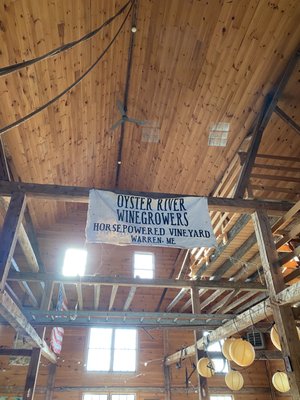 OYSTER RIVER
WINEGROWERS
HORSEPOWERED VINEYARD
WARREN, ME